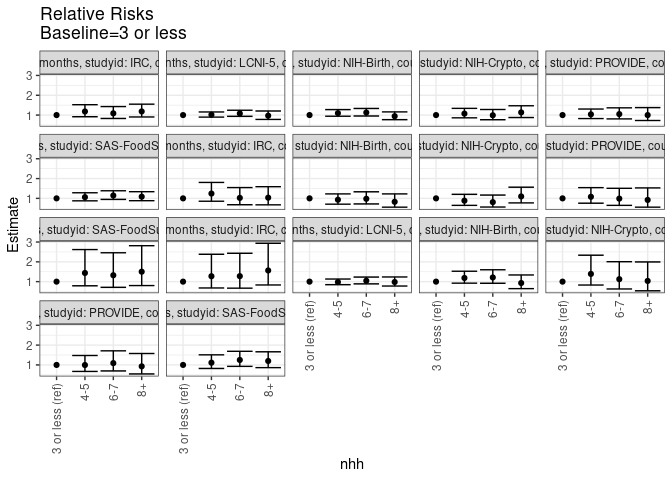 Relative Risks
Baseline=3 or less
months, studyid: IRC, c
nths, studyid: LCNI-5, c
, studyid: NIH-Birth, cou
studyid: NIH-Crypto, co
, studyid: PROVIDE, cou
s, studyid: SAS-FoodS
months, studyid: IRC, co
studyid: NIH-Birth, cou
studyid: NIH-Crypto, cou
studyid: PROVIDE, cou
, studyid: SAS-FoodSu
months, studyid: IRC, c
nths, studyid: LCNI-5, c
, studyid: NIH-Birth, cou
studyid: NIH-Crypto, co
, studyid: PROVIDE, co
s, studyid: SAS-FoodS
Estimate
3
2
1
3
2
1
3
2
1
3
2
1
3 or less (ref)
4-5
6-7
8+
3 or less (ref)
4-5
6-7
8+
3 or less (ref)
4-5
6-7
8+
3 or less (ref)
4-5
6-7
8+
3 or less (ref)
4-5
6-7
8+
nhh